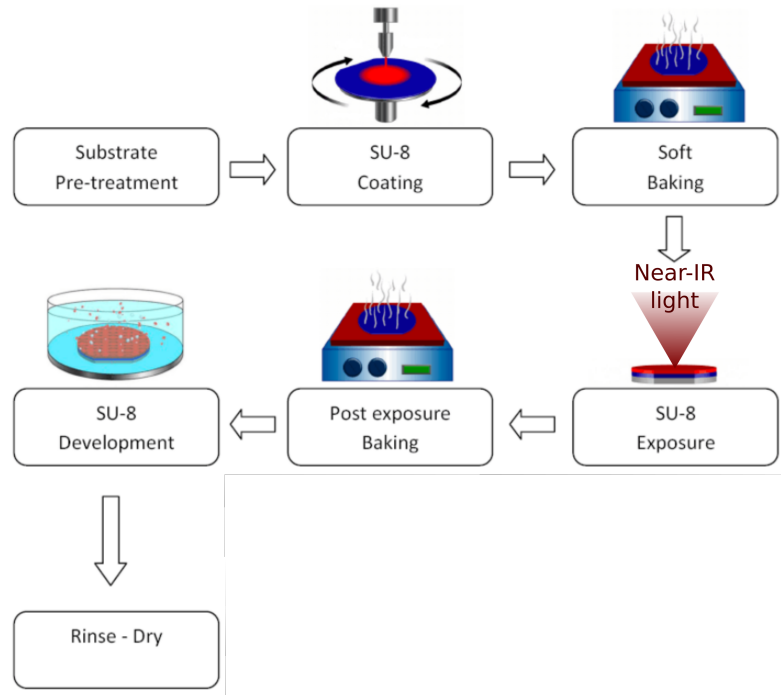 Substrate
Pre-treatment
SU-8
Coating
Soft
Baking
Near-IR
light
SU-8
Exposure
Post exposure
Baking
SU-8
Development
Rinse - Dry